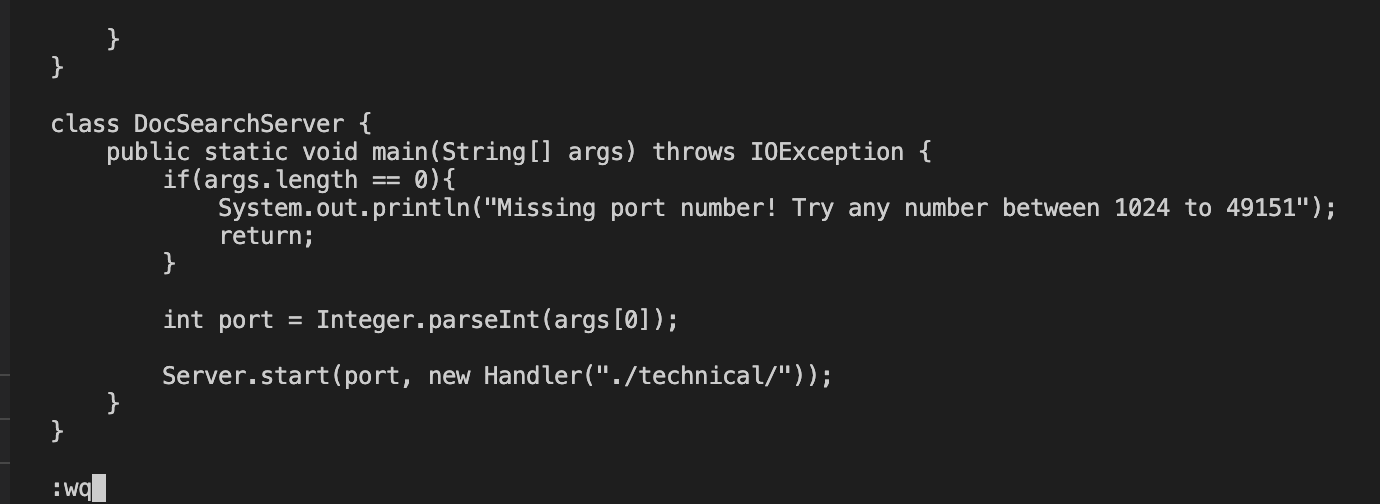 }
}
class DocSearchServer {
    public static void main(String[] args) throws IOException {
        if(args.length == 0){
            System.out.println("Missing port number! Try any number between 1024 to 49151");
            return;
        }
        int port = Integer.parseInt(args[0]);
        Server.start(port, new Handler("./technical/"));
    }
}
:wq